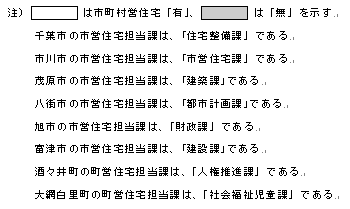 注） は市町村営住宅「有」、 は「無」を示す。
千葉市の市営住宅担当課は、「住宅整備課」である。
市川市の市営住宅担当課は、「市営住宅課」である。
茂原市の市営住宅担当課は、「建築課」である。
八街市の市営住宅担当課は、「都市計画課」である。
旭市の市営住宅担当課は、「財政課」である。
富津市の市営住宅担当課は、「建設課」である。
酒々井町の町営住宅担当課は、「人権推進課」である。
大網白里町の町営住宅担当課は、「社会福祉児童課」である。